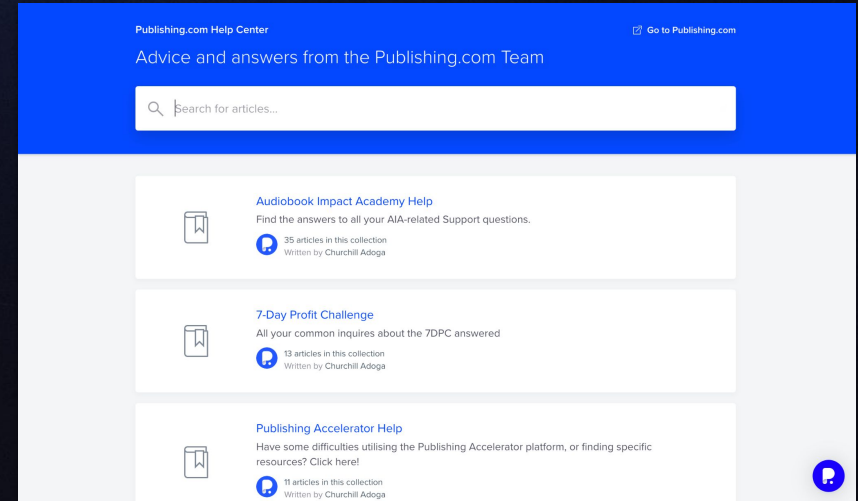 Publishing.com Help Center
Go to Publishing.com
Advice and answers from the Publishing.com Team
Search for articles...
Audiobook Impact Academy Help
Find the answers to all your AIA-related Support questions.
35 articles in this collection
Written by Churchill Adoga
7-Day Profit Challenge
All your common inquires about the 7DPC answered
13 articles in this collection
Written by Churchill Adoga
Publishing Accelerator Help
Have some difficulties utilising the Publishing Accelerator platform, or finding specific
resources? Click here!
11 articles in this collection
Written by Churchill Adoga